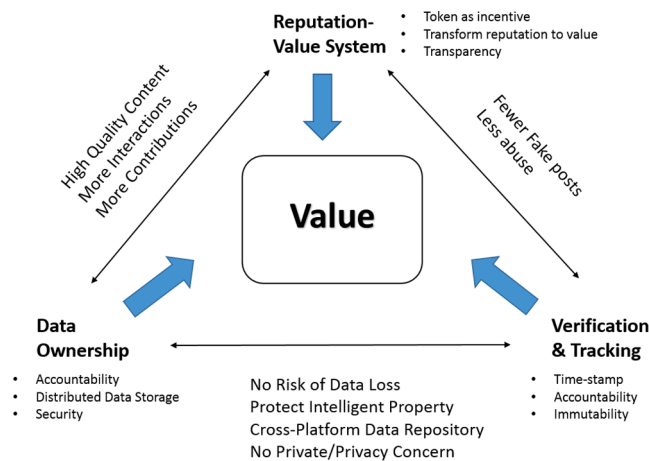 Reputation-
Value System
• Token as incentive
• Transform reputation to value
• Transparency
High Quality Content
More Interactions
More Contributions
Fewer Fake posts
Less abuse
Value
Data
Ownership
• Accountability
• Distributed Data Storage
• Security
No Risk of Data Loss
Protect Intelligent Property
Cross-Platform Data Repository
No Private/Privacy Concern
Verification
& Tracking
• Time-stamp
• Accountability
• Immutability